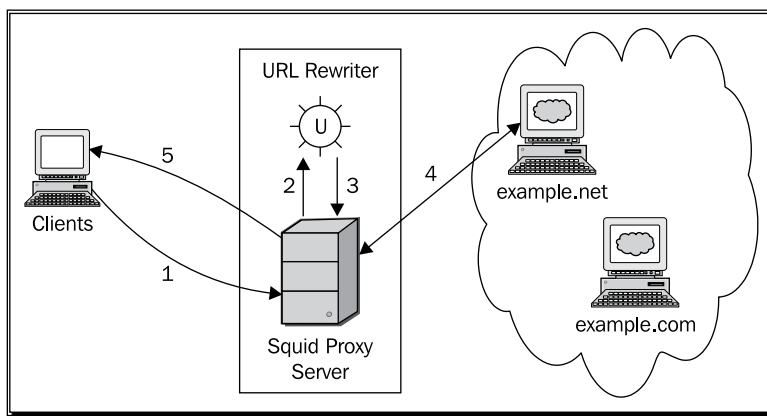 URL Rewriter
U
5
2
3
4
1
Clients
Squid Proxy
Server
example.net
example.com